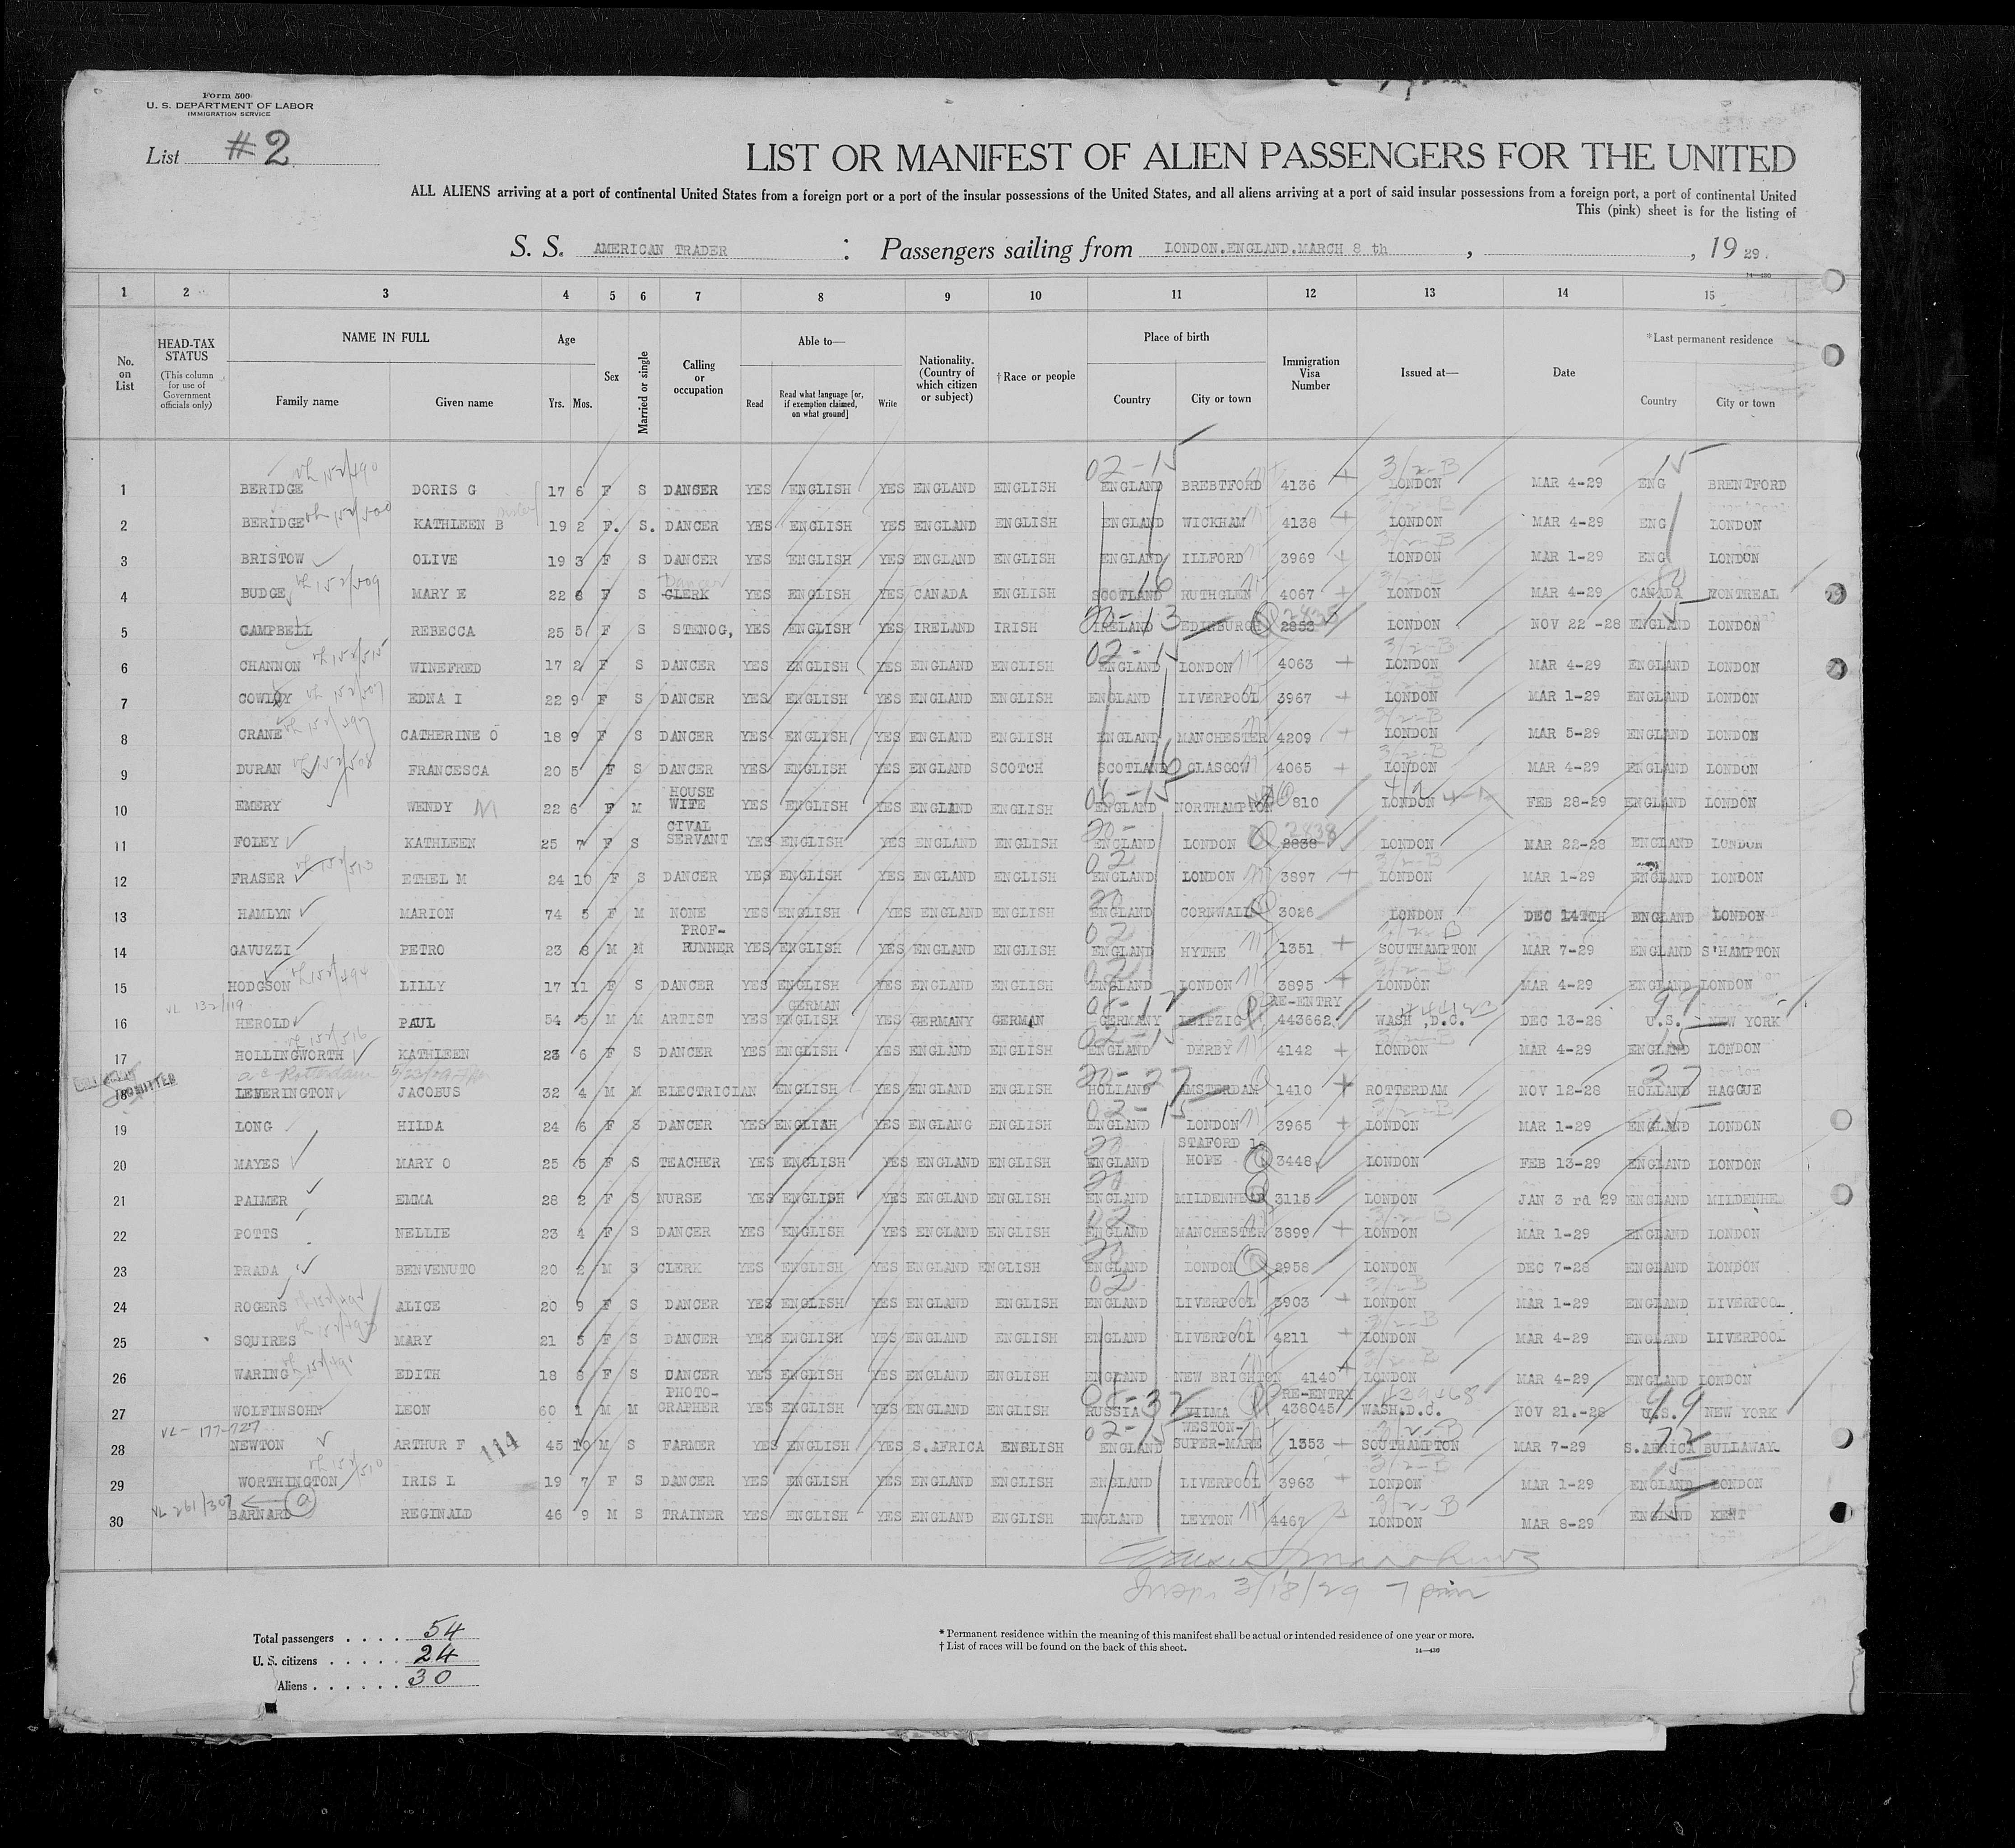 Form 500
U. S. DEPARTMENT OF LABOR
IMMIGRATION SERVICE
List #2
LIST OR MANIFEST OF ALIEN PASSENGERS FOR THE UNITED
ALL ALIENS arriving at a port of continental United States from a foreign port or a port of the insular possessions of the United States, and all aliens arriving at a port of said insular possessions from a foreign port, a port of continental United
This (pink) sheet is for the listing of
S. S. AMERICAN TRADER : Passengers sailing from LONDON.ENGLAND.MARCH 8 th , , 19 29.
14-430
1 2 3 4 5 6 7 8 9 10 11 12 13 14 15
No. on List
HEAD-TAX STATUS (This column for use of Government officials only)
NAME IN FULL Family name Given name
Age Yrs. Mos.
Sex
Married or single
Calling or occupation
Able to— Read Read what language [or, if exemption claimed, on what ground] Write
Nationality. (Country of which citizen or subject)
†Race or people
Place of birth Country City or town
Immigration Visa Number
Issued at—
Date
*Last permanent residence Country City or town
1 BERIDGE DORIS G 17 6 F S DANSER YES ENGLISH YES ENGLAND ENGLISH ENGLAND BREBTFORD 4136 LONDON MAR 4-29 ENG BRENTFORD
2 BERIDGE KATHLEEN B 19 2 F. S. DANCER YES ENGLISH YES ENGLAND ENGLISH ENGLAND WICKHAM 4138 LONDON MAR 4-29 ENG LONDON
3 BRISTOW OLIVE 19 3 F S DANCER YES ENGLISH YES ENGLAND ENGLISH ENGLAND ILLFORD 3969 LONDON MAR 1-29 ENG LONDON
4 BUDGE MARY E 22 8 F S Dancer CLERK YES ENGLISH YES CANADA ENGLISH SCOTLAND RUTHGLEN 4067 LONDON MAR 4-29 CANADA MONTREAL
5 CAMPBELL REBECCA 25 5 F S STENOG, YES ENGLISH YES IRELAND IRISH IRELAND EDINBURGH 2853 LONDON NOV 22 -28 ENGLAND LONDON
6 CHANNON WINEFRED 17 2 F S DANCER YES ENGLISH YES ENGLAND ENGLISH ENGLAND LONDON 4063 LONDON MAR 4-29 ENGLAND LONDON
7 COWLEY EDNA I 22 9 F S DANCER YES ENGLISH YES ENGLAND ENGLISH ENGLAND LIVERPOOL 3967 LONDON MAR 1-29 ENGLAND LONDON
8 CRANE CATHERINE O 18 9 F S DANCER YES ENGLISH YES ENGLAND ENGLISH ENGLAND MANCHESTER 4209 LONDON MAR 5-29 ENGLAND LONDON
9 DURAN FRANCESCA 20 5 F S DANCER YES ENGLISH YES ENGLAND SCOTCH SCOTLAND GLASGOW 4065 LONDON MAR 4-29 ENGLAND LONDON
10 EMERY WENDY M 22 6 F M HOUSE WIFE YES ENGLISH YES ENGLAND ENGLISH ENGLAND NORTHAMPTON 810 LONDON FEB 28-29 ENGLAND LONDON
11 FOLEY KATHLEEN 25 7 F S CIVAL SERVANT YES ENGLISH YES ENGLAND ENGLISH ENGLAND LONDON 2838 2838 LONDON MAR 22-28 ENGLAND LONDON
12 FRASER ETHEL M 24 10 F S DANCER YES ENGLISH YES ENGLAND ENGLISH ENGLAND LONDON 3897 LONDON MAR 1-29 ENGLAND LONDON
13 HAMLYN MARION 74 5 F M NONE YES ENGLISH YES ENGLAND ENGLISH ENGLAND CORNWALL 3026 LONDON DEC 14TH ENGLAND LONDON
14 GAVUZZI PETRO 23 8 M M PROF- RUNNER YES ENGLISH YES ENGLAND ENGLISH ENGLAND HYTHE 1351 SOUTHAMPTON MAR 7-29 ENGLAND S'HAMPTON
15 HODGSON LILLY 17 11 F S DANCER YES ENGLISH YES ENGLAND ENGLISH ENGLAND LONDON 3895 LONDON MAR 4-29 ENGLAND LONDON
16 HEROLD PAUL 54 5 M M ARTIST YES GERMAN ENGLISH YES GERMANY GERMAN GERMANY LEIPZIG RE-ENTRY 443662 WASH ,D.C. DEC 13-28 U.S. NEW YORK
17 HOLLINGWORTH KATHLEEN 23 6 F S DANCER YES ENGLISH YES ENGLAND ENGLISH ENGLAND DERBY 4142 LONDON MAR 4-29 ENGLAND LONDON
18 LEVERINGTON JACOBUS 32 4 M M ELECTRICIAN ENGLISH YES ENGLAND ENGLISH HOLLAND AMSTERDAM 1410 ROTTERDAM NOV 12-28 HOLLAND HAGGUE
19 LONG HILDA 24 6 F S DANCER YES ENGLIAH YES ENGLANG ENGLISH ENGLAND LONDON 3965 LONDON MAR 1-29 ENGLAND LONDON
20 MAYES MARY O 25 5 F S TEACHER YES ENGLISH YES ENGLAND ENGLISH ENGLAND STAFORD 1 HOPE 3448 LONDON FEB 13-29 ENGLAND LONDON
21 PAIMER EMMA 28 2 F S NURSE YES ENGLISH YES ENGLAND ENGLISH ENGLAND MILDENHEAD 3115 LONDON JAN 3 rd 29 ENGLAND MILDENHE
22 POTTS NELLIE 23 4 F S DANCER YES ENGLISH YES ENGLAND ENGLISH ENGLAND MANCHESTER 3899 LONDON MAR 1-29 ENGLAND LONDON
23 PRADA BENVENUTO 20 2 M S CLERK YES ENGLISH YES ENGLAND ENGLISH ENGLAND LONDON 2958 LONDON DEC 7-28 ENGLAND LONDON
24 ROGERS ALICE 20 9 F S DANCER YES ENGLISH YES ENGLAND ENGLISH ENGLAND LIVERPOOL 3903 LONDON MAR 1-29 ENGLAND LIVERPOOL
25 SQUIRES MARY 21 5 F S DANCER YES ENGLISH YES ENGLAND ENGLISH ENGLAND LIVERPOOL 4211 LONDON MAR 4-29 ENGLAND LIVERPOOL
26 WARING EDITH 18 8 F S DANCER YES ENGLISH YES ENGLAND ENGLISH ENGLAND NEW BRIGHTON 4140 LONDON MAR 4-29 ENGLAND LONDON
27 WOLFINSOHN LEON 60 1 M M PHOTO- GRAPHER YES ENGLISH YES ENGLAND ENGLISH RUSSIA VILMA RE-ENTRY 438045 WASH.D.C. NOV 21.-28 U.S. NEW YORK
28 NEWTON ARTHUR F 114 45 10 M S FARMER YES ENGLISH YES S.AFRICA ENGLISH ENGLAND WESTON- SUPER-MARE 1353 SOUTHAMPTON MAR 7-29 S.AFRICA BULLAWAY
29 WORTHINGTON IRIS L 19 7 F S DANCER YES ENGLISH YES ENGLAND ENGLISH ENGLAND LIVERPOOL 3963 LONDON MAR 1-29 ENGLAND LONDON
30 BARNARD REGINALD 46 9 M S TRAINER YES ENGLISH YES ENGLAND ENGLISH ENGLAND LEYTON 4467 LONDON MAR 8-29 ENGLAND KENT
3/18/29 7 pm
Total passengers . . . . 54
U. S. citizens . . . . . 24
Aliens . . . . . . 30
* Permanent residence within the meaning of this manifest shall be actual or intended residence of one year or more.
† List of races will be found on the back of this sheet.
14-430